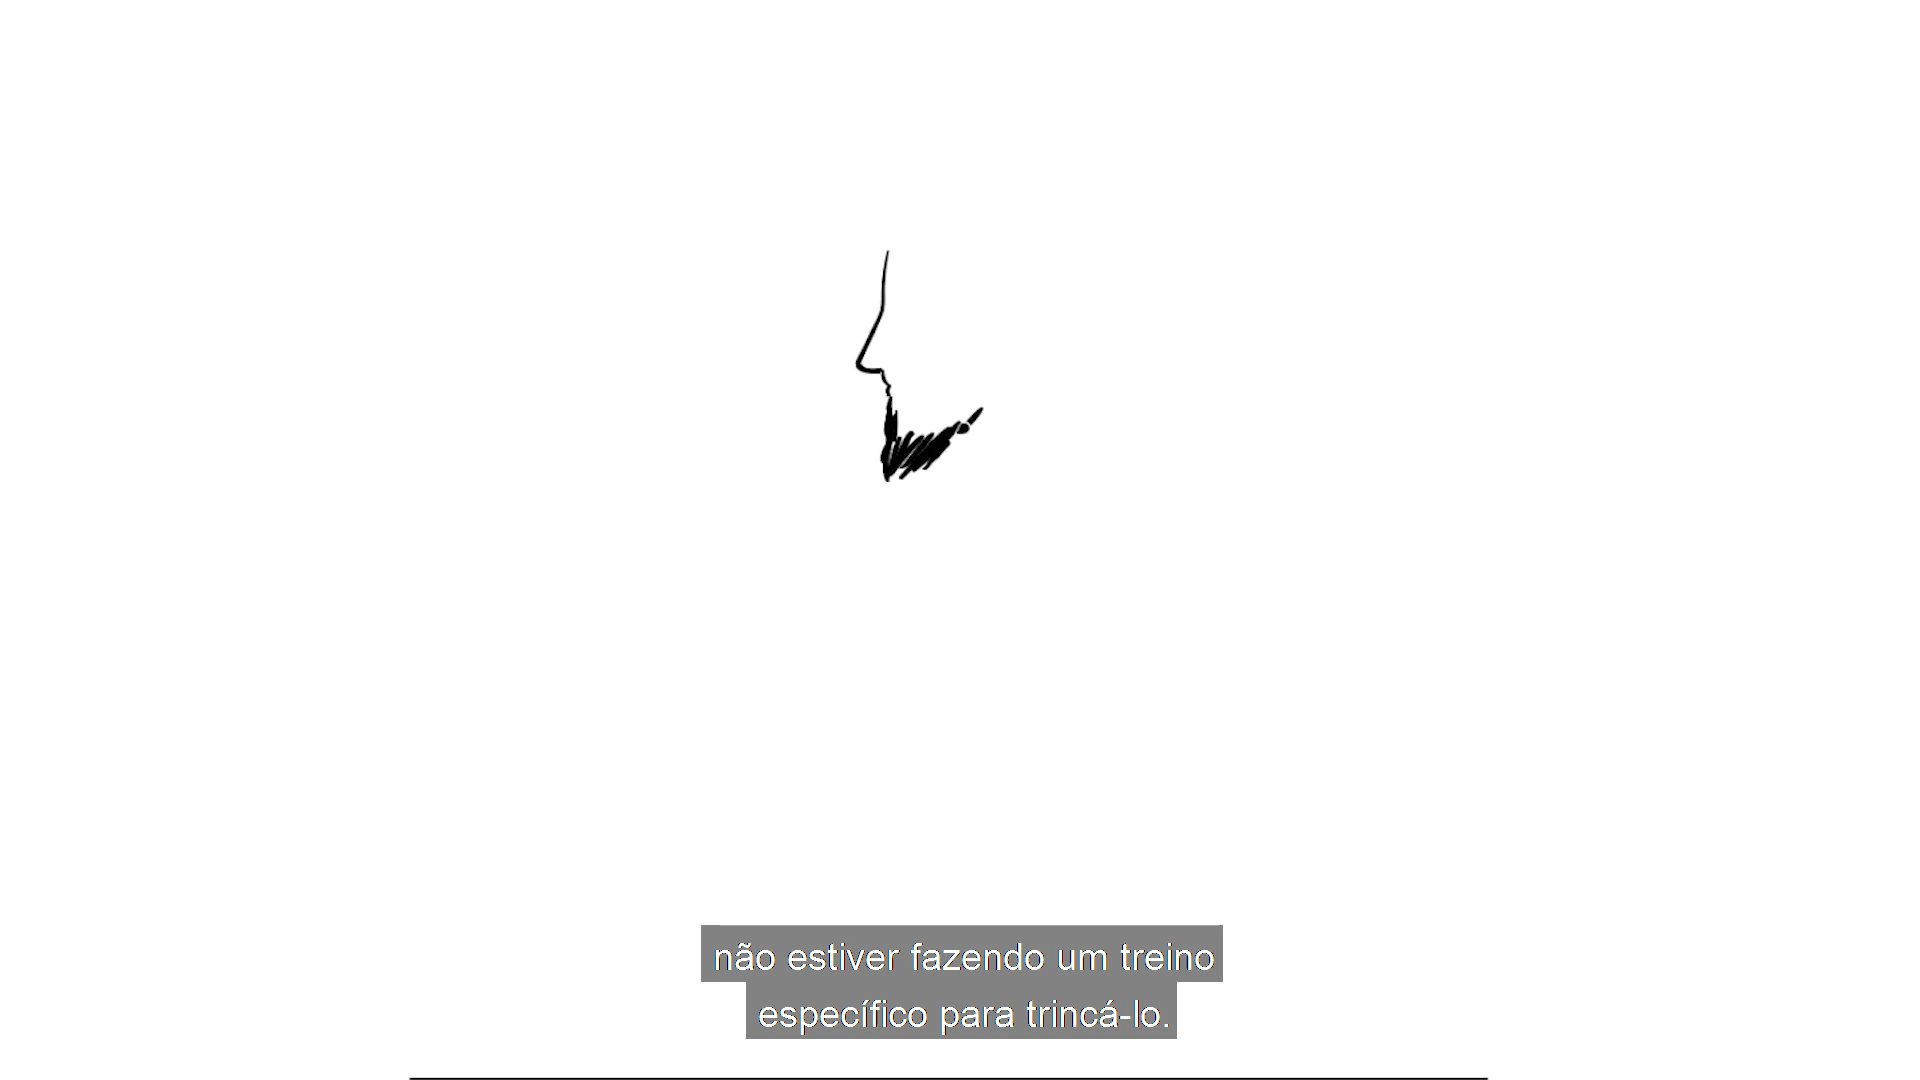 não estiver fazendo um treino
específico para trincá-lo.